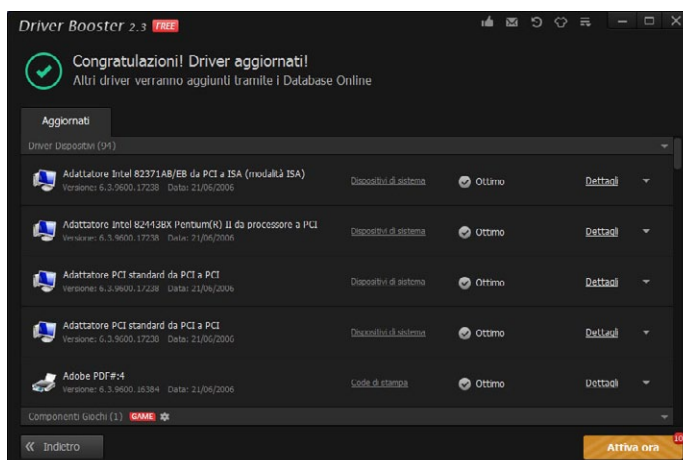 Driver Booster 2.3 FREE
Congratulazioni! Driver aggiornati!
Altri driver verranno aggiunti tramite i Database Online
Aggiornati
Driver Dispositivi (94)
Adattatore Intel 82371AB/EB da PCI a ISA (modalità ISA)
Versione: 6.3.9600.17238 Data: 21/06/2006
Dispositivi di sistema
Ottimo
Dettagli
Adattatore Intel 82443BX Pentium(R) II da processore a PCI
Versione: 6.3.9600.17238 Data: 21/06/2006
Dispositivi di sistema
Ottimo
Dettagli
Adattatore PCI standard da PCI a PCI
Versione: 6.3.9600.17238 Data: 21/06/2006
Dispositivi di sistema
Ottimo
Dettagli
Adattatore PCI standard da PCI a PCI
Versione: 6.3.9600.17238 Data: 21/06/2006
Dispositivi di sistema
Ottimo
Dettagli
Adobe PDF#:4
Versione: 6.3.9600.16384 Data: 21/06/2006
Code di stampa
Ottimo
Dettagli
Componenti Giochi (1) GAME
Indietro
Attiva ora
10